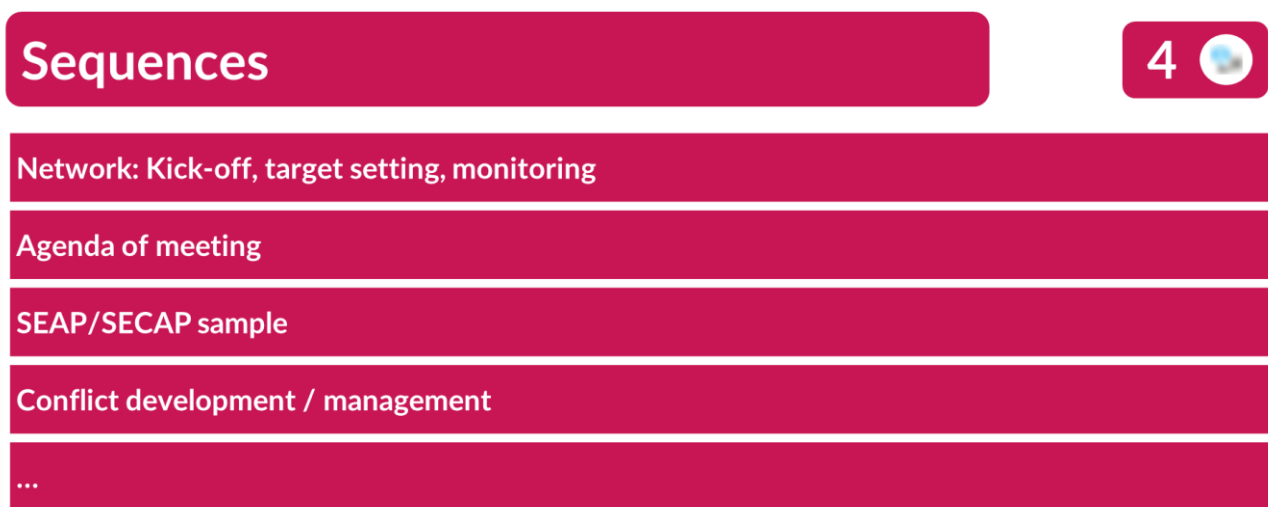 Sequences
4
Network: Kick-off, target setting, monitoring
Agenda of meeting
SEAP/SECAP sample
Conflict development / management
...